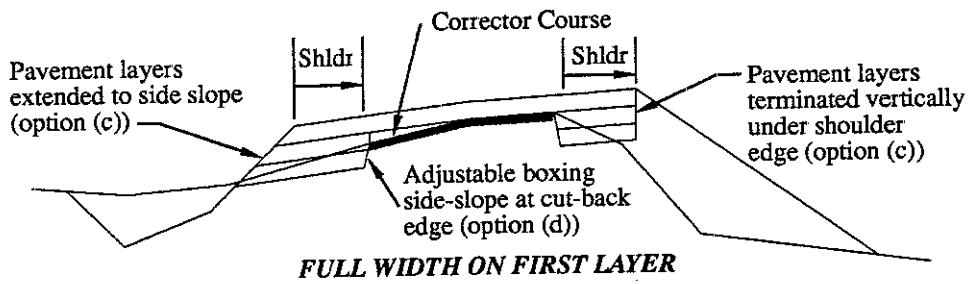 Corrector Course
Shldr
Shldr
Pavement layers
extended to side slope
(option (c))
Pavement layers
terminated vertically
under shoulder
edge (option (c))
Adjustable boxing
side-slope at cut-back
edge (option (d))
FULL WIDTH ON FIRST LAYER